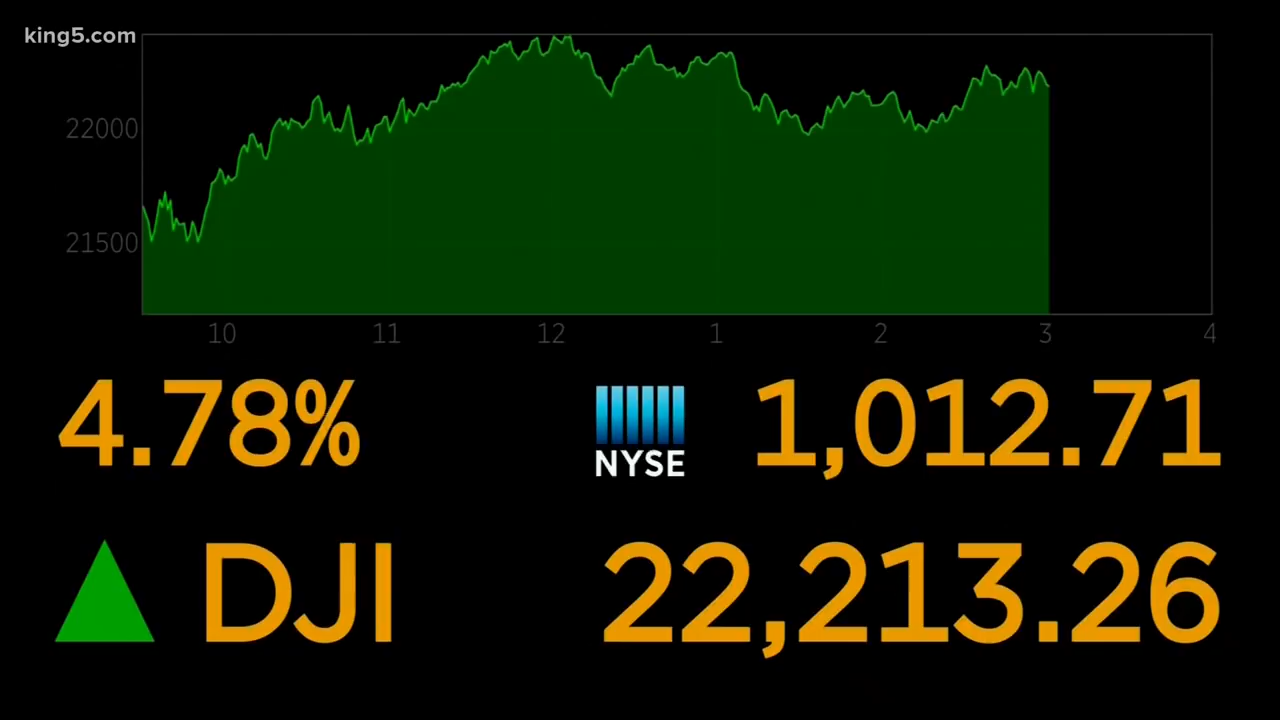 king5.com
22000
21500
10 11 12 1 2 3 4
4.78% NYSE 1,012.71
DJI 22,213.26